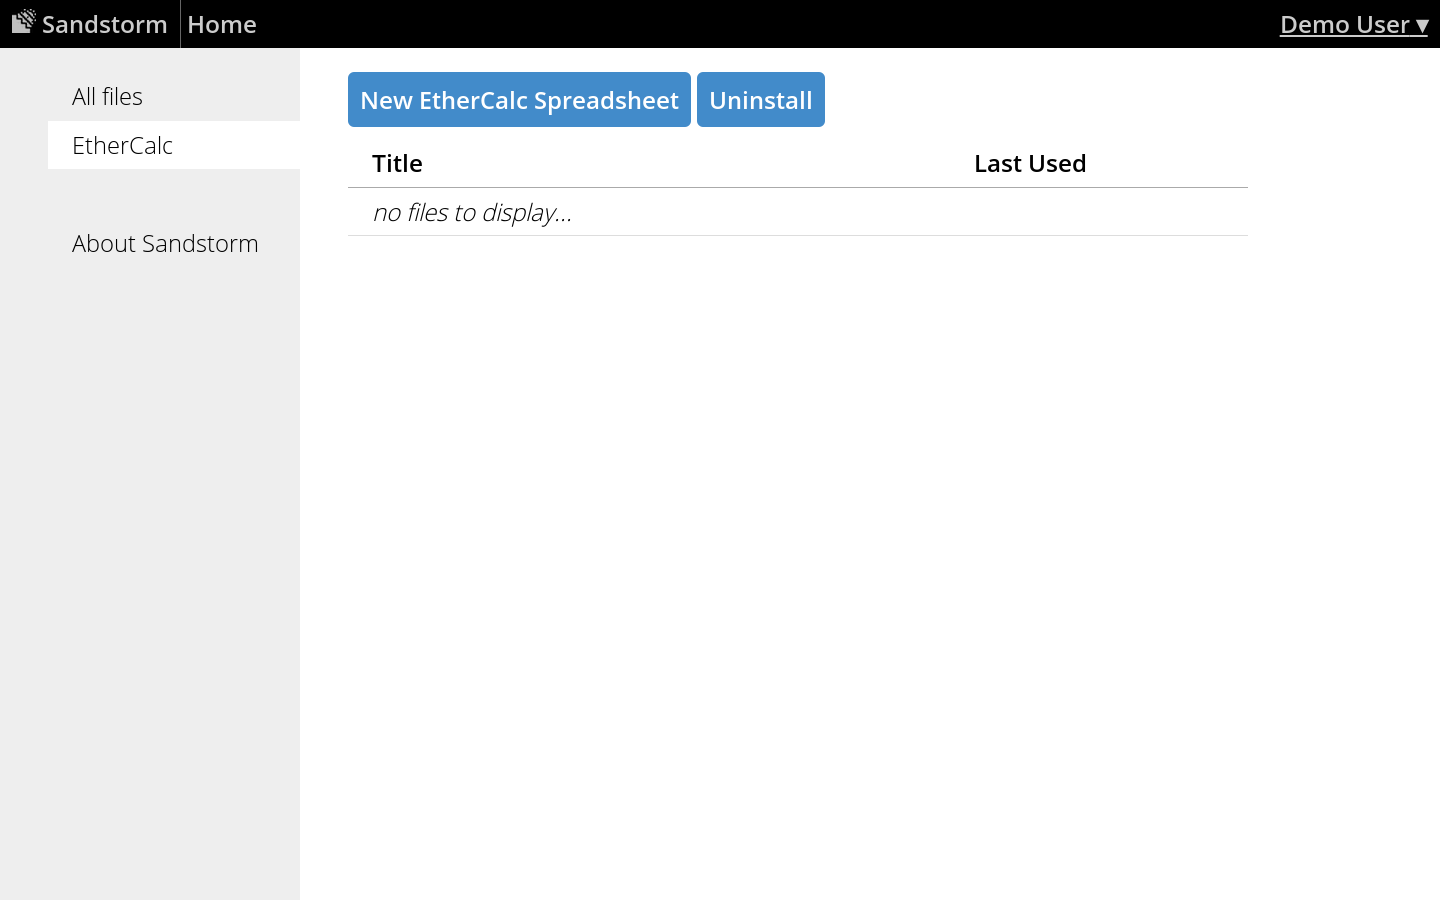 Sandstorm Home Demo User ▾
All files
EtherCalc
About Sandstorm
New EtherCalc Spreadsheet Uninstall
Title Last Used
no files to display...